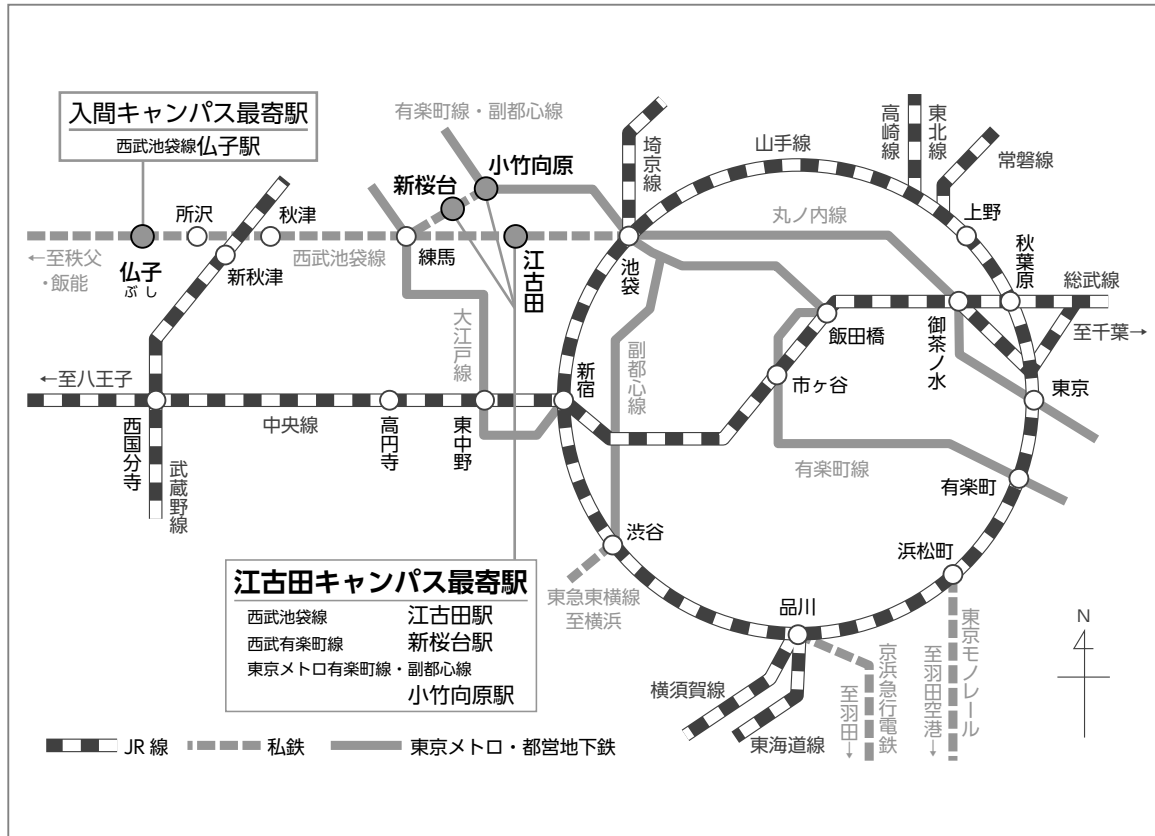 入間キャンパス最寄駅
西武池袋線仏子駅
有楽町線・副都心線
小竹向原
新桜台
埼京線
山手線
高崎線
東北線
常磐線
所沢
秋津
丸ノ内線
上野
←至秩父
・飯能
仏子
ぶし
新秋津
西武池袋線
練馬
江古田
池袋
秋葉原
総武線
至千葉→
大江戸線
飯田橋
御茶ノ水
←至八王子
新宿
副都心線
市ヶ谷
東京
西国分寺
武蔵野線
中央線
高円寺
東中野
有楽町線
有楽町
渋谷
浜松町
江古田キャンパス最寄駅
西武池袋線 江古田駅
西武有楽町線 新桜台駅
東京メトロ有楽町線・副都心線
小竹向原駅
東急東横線
至横浜
品川
横須賀線
東海道線
京浜急行電鉄
至羽田→
東京モノレール
至羽田空港→
N
JR 線
私鉄
東京メトロ・都営地下鉄